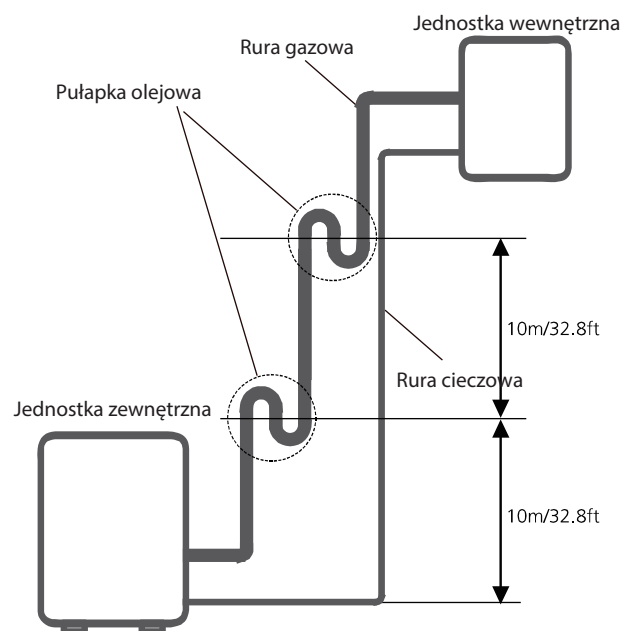 Jednostka wewnętrzna
Rura gazowa
Pułapka olejowa
10m/32.8ft
Rura cieczowa
Jednostka zewnętrzna
10m/32.8ft